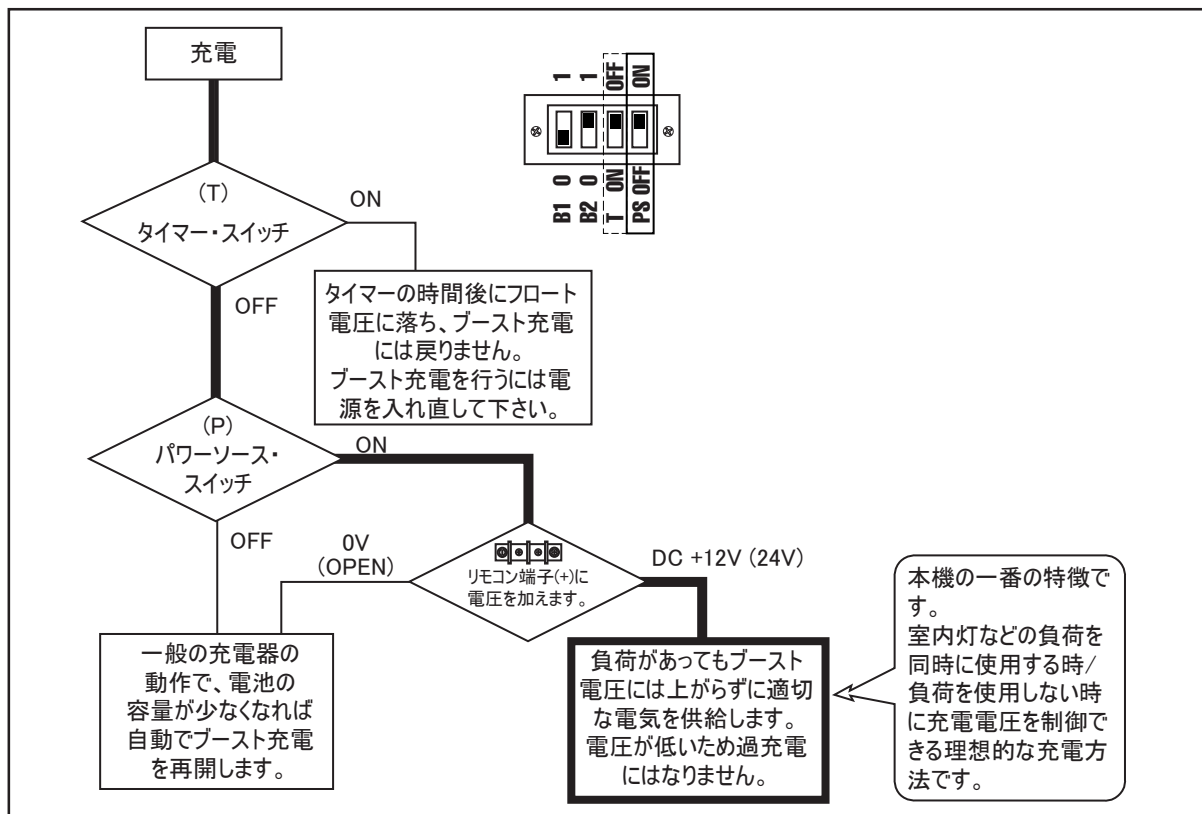 充電
1 1 OFF ON
B1 0
B2 0
T ON
PS OFF
(T)
タイマー・スイッチ
ON
OFF
タイマーの時間後にフロート
電圧に落ち、ブースト充電
には戻りません。
ブースト充電を行うには電
源を入れ直して下さい。
(P)
パワーソース・
スイッチ
ON
OFF
0V
(OPEN)
リモコン端子(+)に
電圧を加えます。
DC +12V (24V)
一般の充電器の
動作で、電池の
容量が少なくなれば
自動でブースト充電
を再開します。
負荷があってもブースト
電圧には上がらずに適切
な電気を供給します。
電圧が低いため過充電
にはなりません。
本機の一番の特徴で
す。
室内灯などの負荷を
同時に使用する時/
負荷を使用しない時
に充電電圧を制御で
きる理想的な充電方
法です。